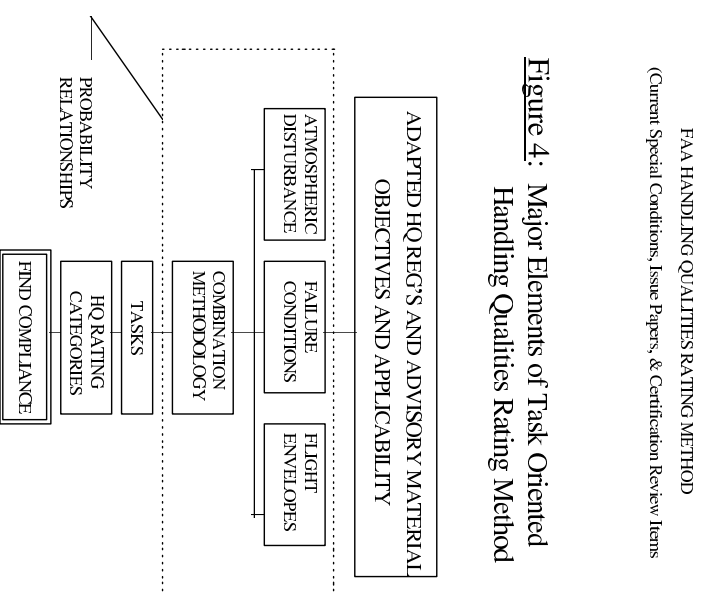 FAA HANDLING QUALITIES RATING METHOD
(Current Special Conditions, Issue Papers, & Certification Review Items
Figure 4: Major Elements of Task Oriented
Handling Qualities Rating Method
ADAPTED HQ REG'S AND ADVISORY MATERIAL
OBJECTIVES AND APPLICABILITY
ATMOSPHERIC
DISTURBANCE
FAILURE
CONDITIONS
FLIGHT
ENVELOPES
COMBINATION
METHODOLOGY
TASKS
PROBABILITY
RELATIONSHIPS
HQ RATING
CATEGORIES
FIND COMPLIANCE